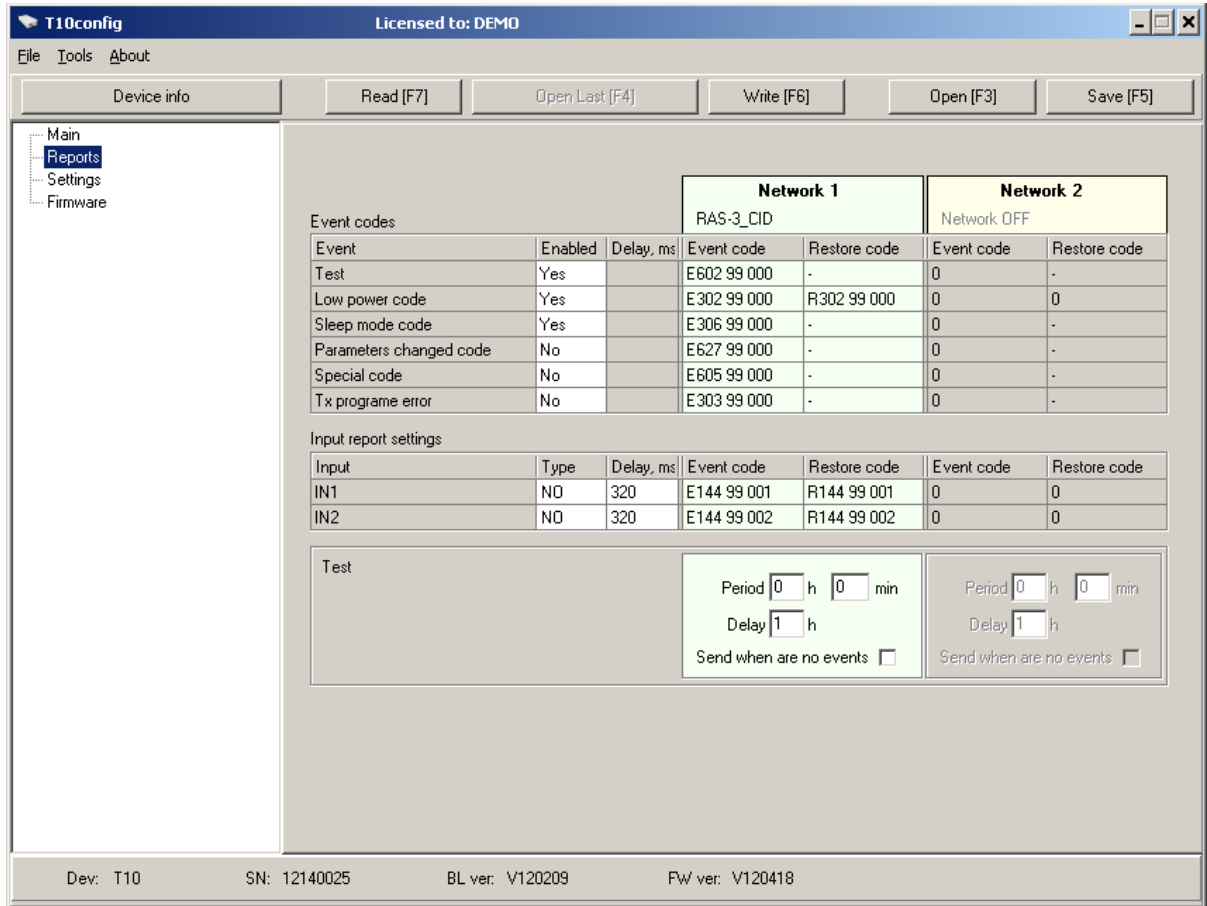 T10config Licensed to: DEMO
File Tools About
Device info Read [F7] Open Last [F4] Write [F6] Open [F3] Save [F5]
Main
Reports
Settings
Firmware
Network 1 Network 2
Event codes RAS-3_CID Network OFF
Event Enabled Delay, ms Event code Restore code Event code Restore code
Test Yes E602 99 000 - 0 -
Low power code Yes E302 99 000 R302 99 000 0 0
Sleep mode code Yes E306 99 000 - 0 -
Parameters changed code No E627 99 000 - 0 -
Special code No E605 99 000 - 0 -
Tx programe error No E303 99 000 - 0 -
Input report settings
Input Type Delay, ms Event code Restore code Event code Restore code
IN1 NO 320 E144 99 001 R144 99 001 0 0
IN2 NO 320 E144 99 002 R144 99 002 0 0
Test
Period 0 h 0 min Period 0 h 0 min
Delay 1 h Delay 1 h
Send when are no events Send when are no events
Dev: T10 SN: 12140025 BL ver: V120209 FW ver: V120418